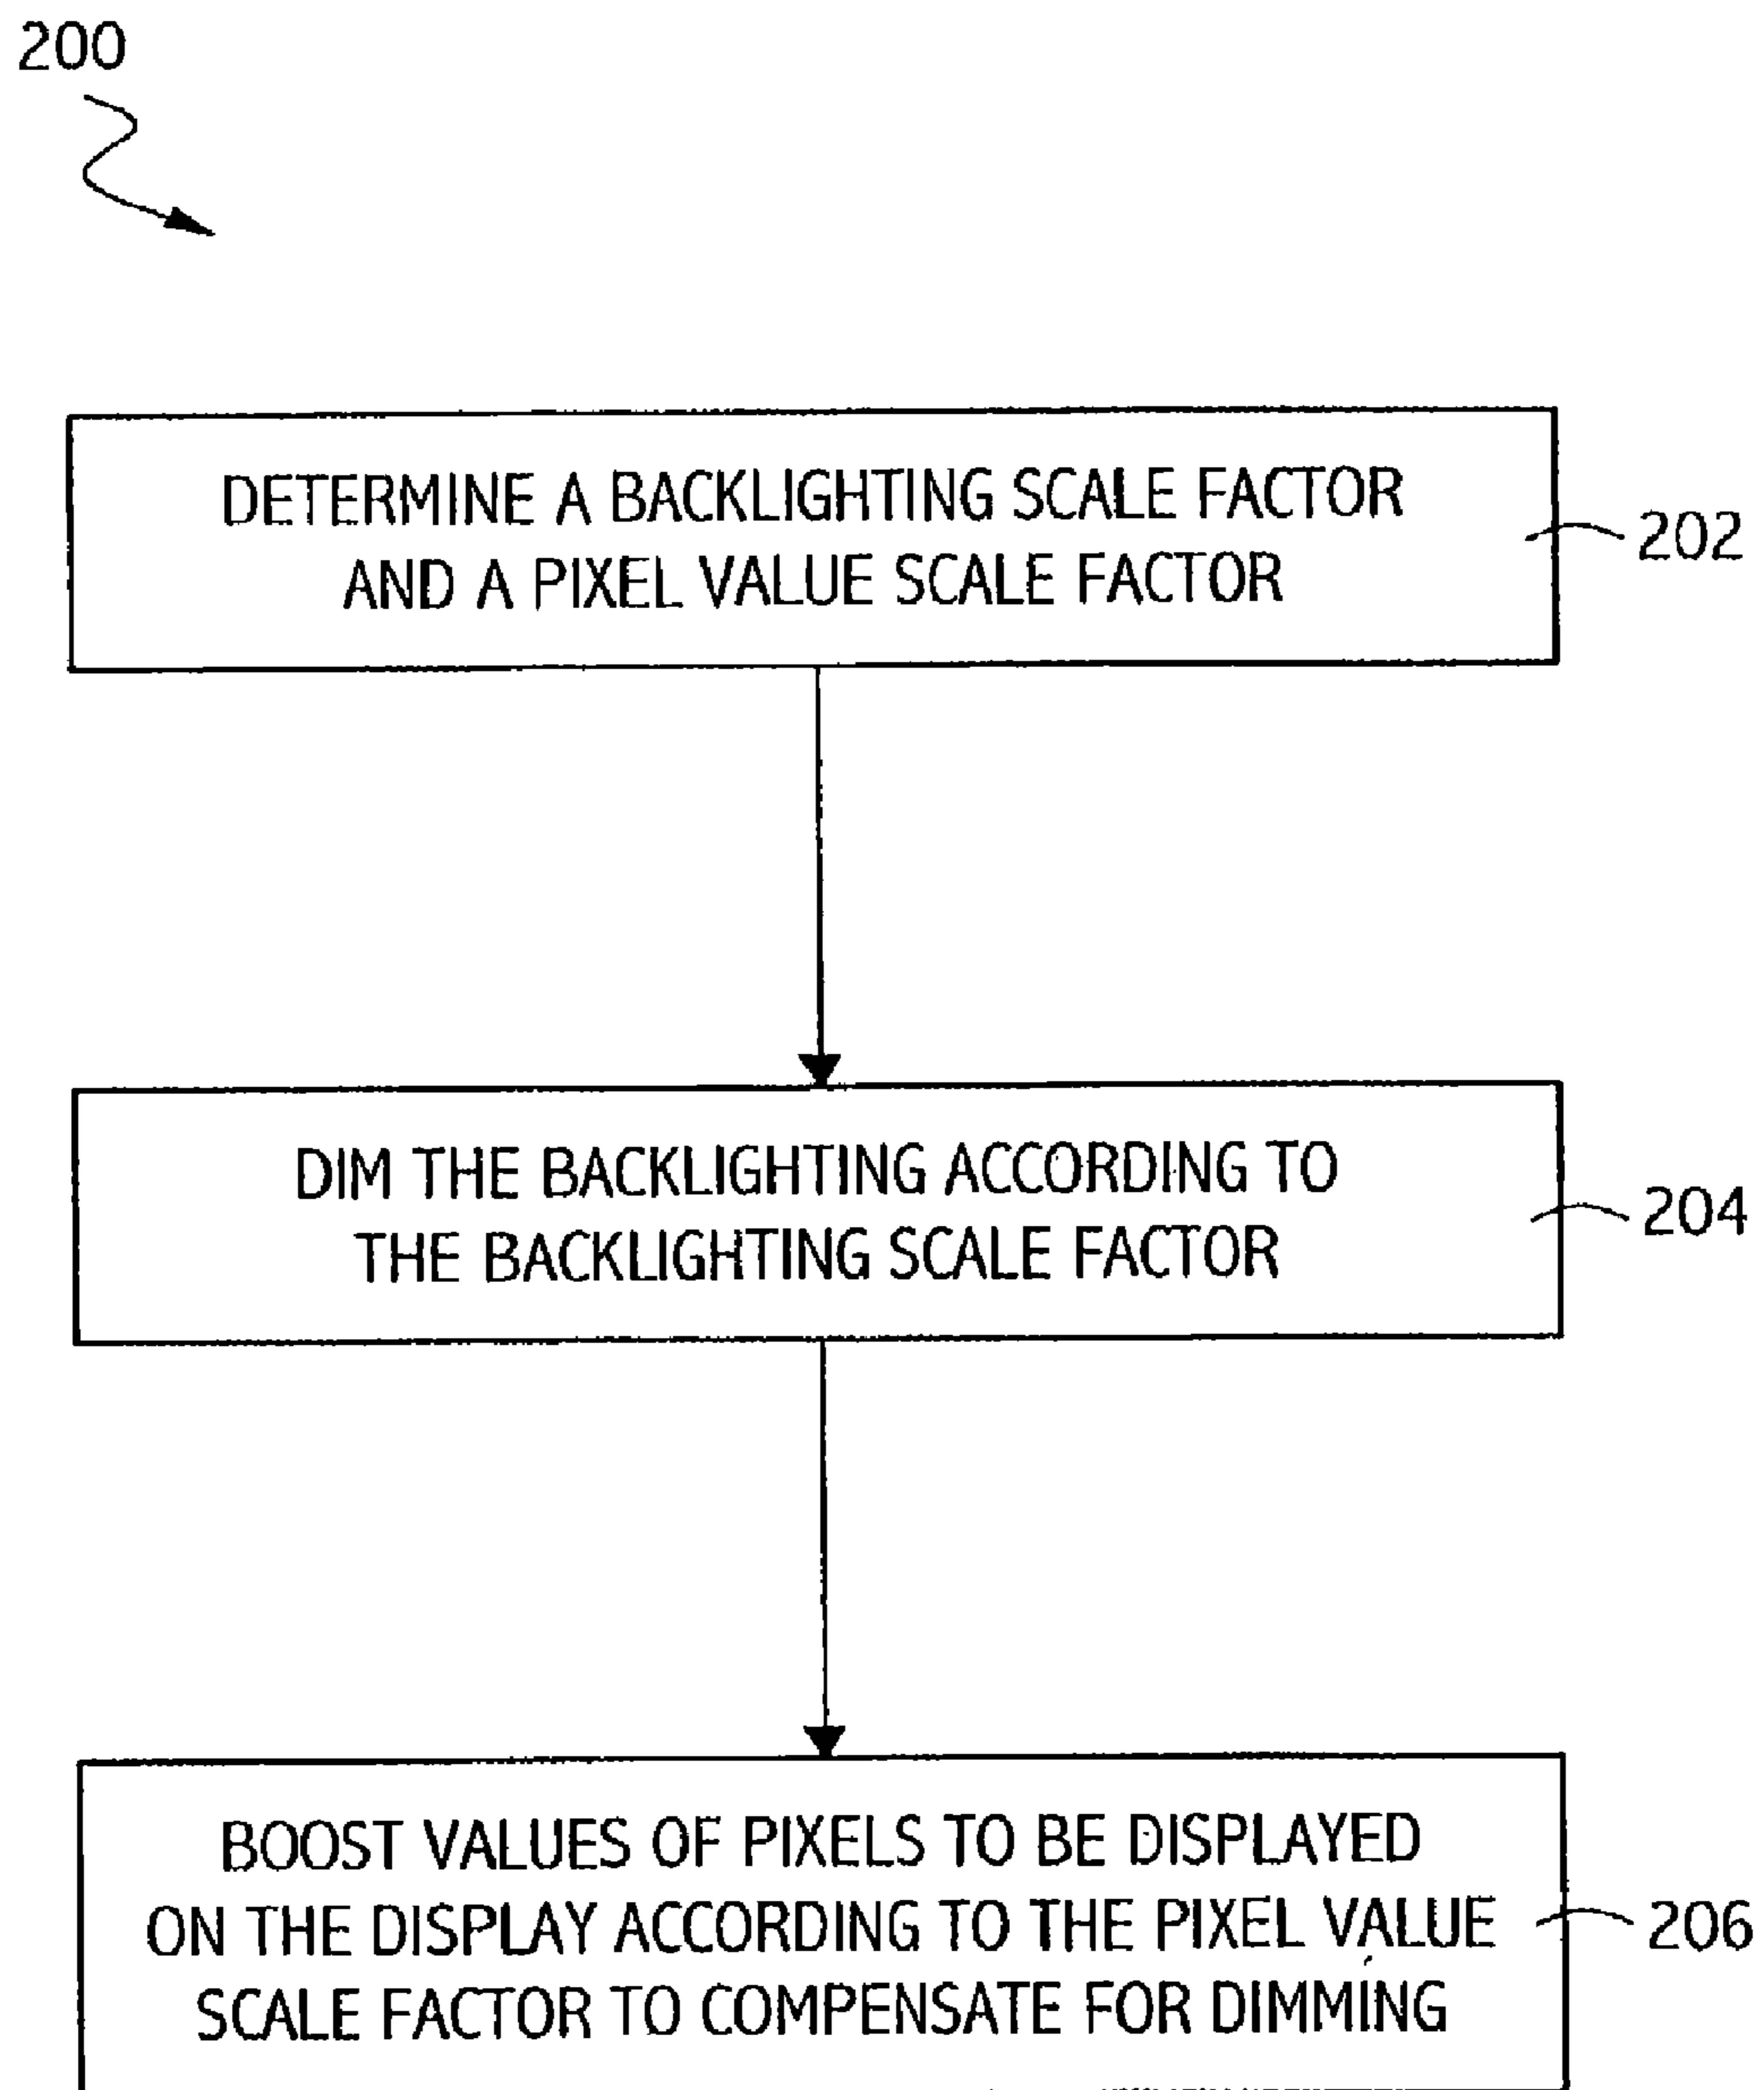 200
DETERMINE A BACKLIGHTING SCALE FACTOR
AND A PIXEL VALUE SCALE FACTOR
202
DIM THE BACKLIGHTING ACCORDING TO
THE BACKLIGHTING SCALE FACTOR
204
BOOST VALUES OF PIXELS TO BE DISPLAYED
ON THE DISPLAY ACCORDING TO THE PIXEL VALUE
SCALE FACTOR TO COMPENSATE FOR DIMMING
206